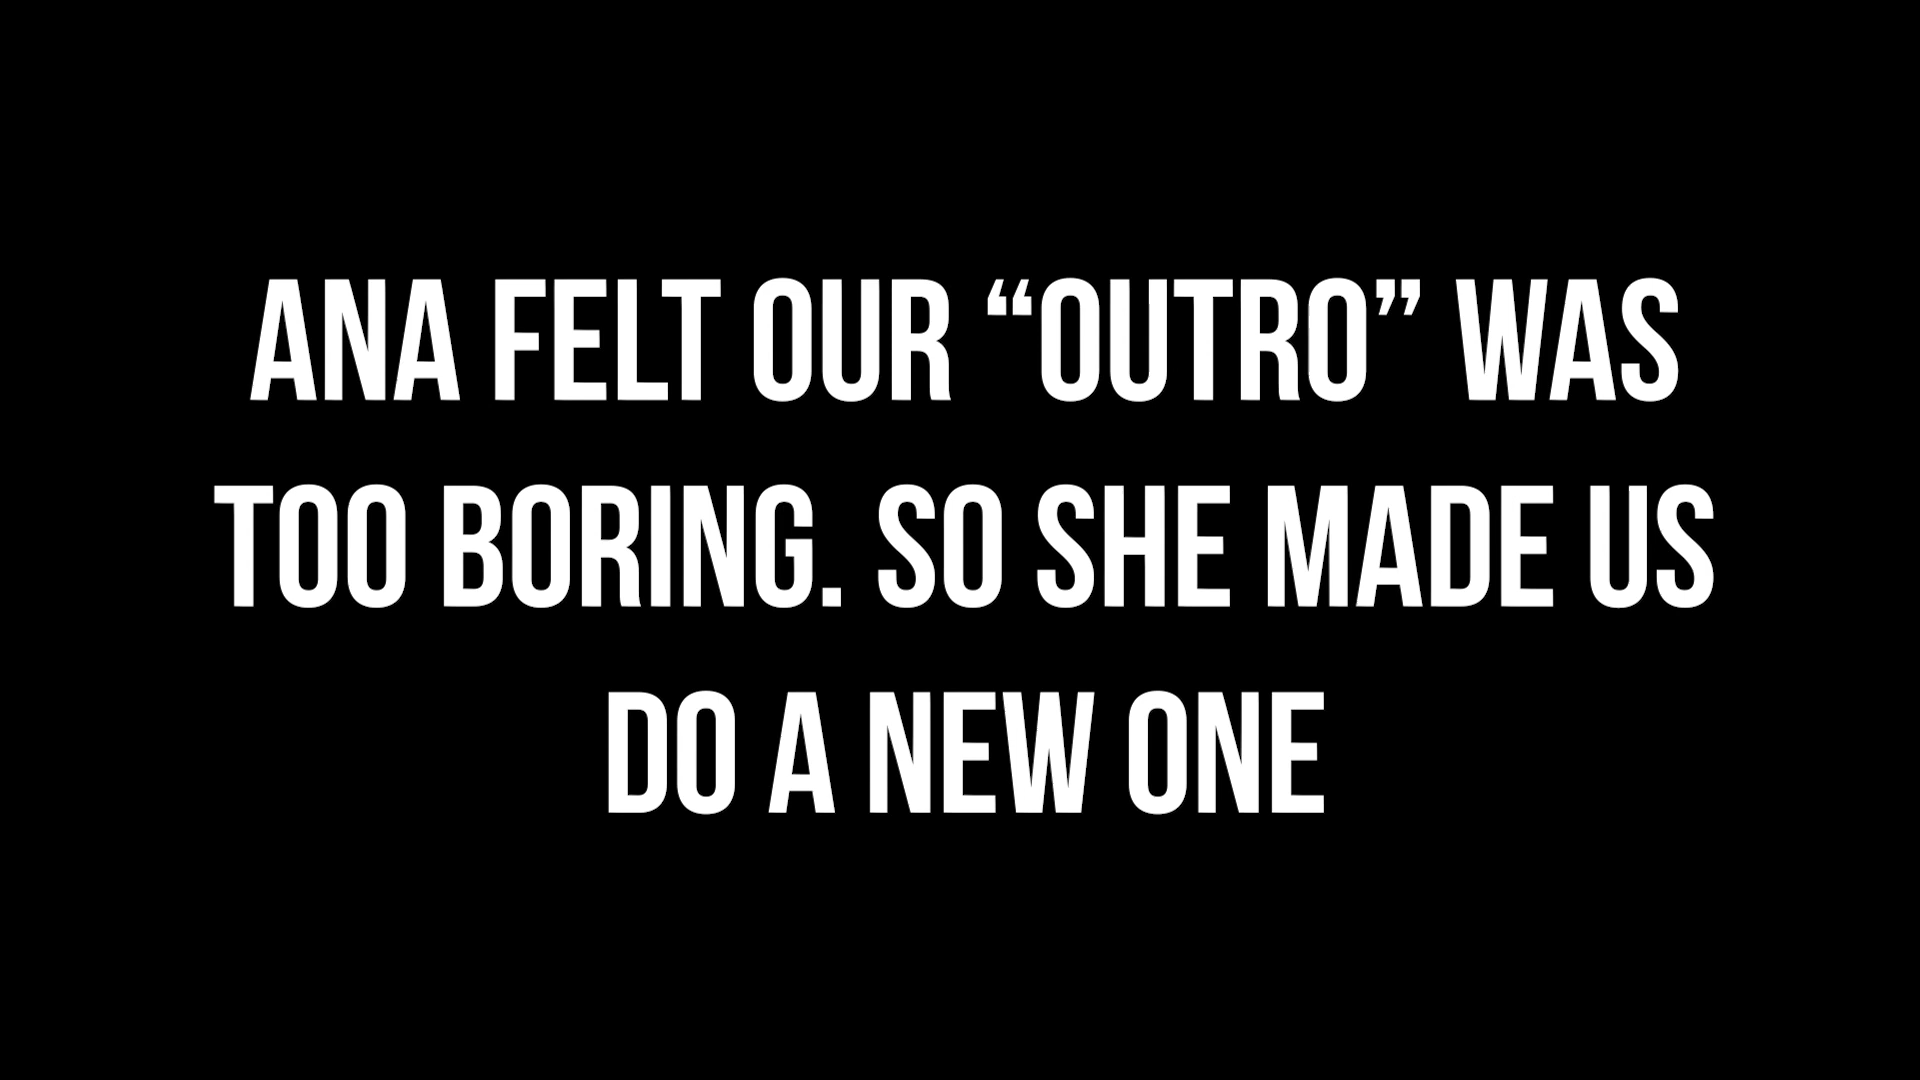 ANA FELT OUR “OUTRO” WAS
TOO BORING. SO SHE MADE US
DO A NEW ONE